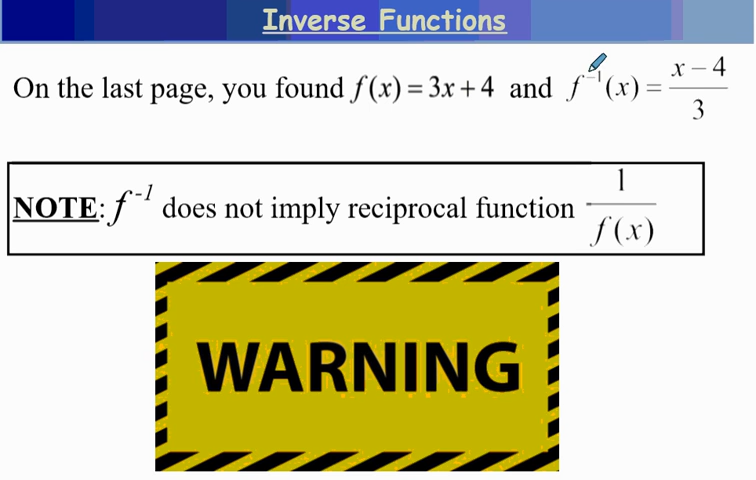 Inverse Functions
On the last page, you found f(x) = 3x + 4 and f⁻¹(x) = (x − 4)/3
NOTE: f⁻¹ does not imply reciprocal function 1/f(x)
WARNING